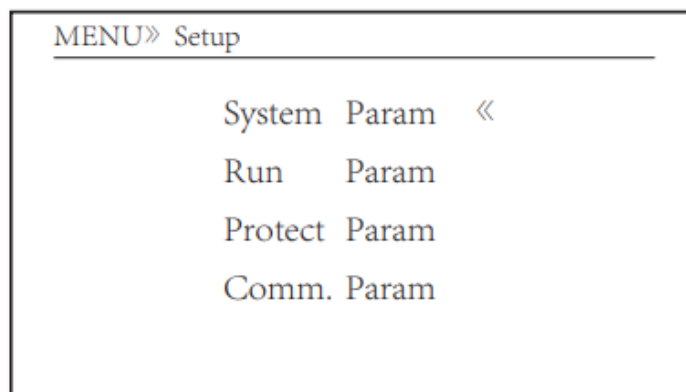 MENU» Setup
System Param «
Run Param
Protect Param
Comm. Param